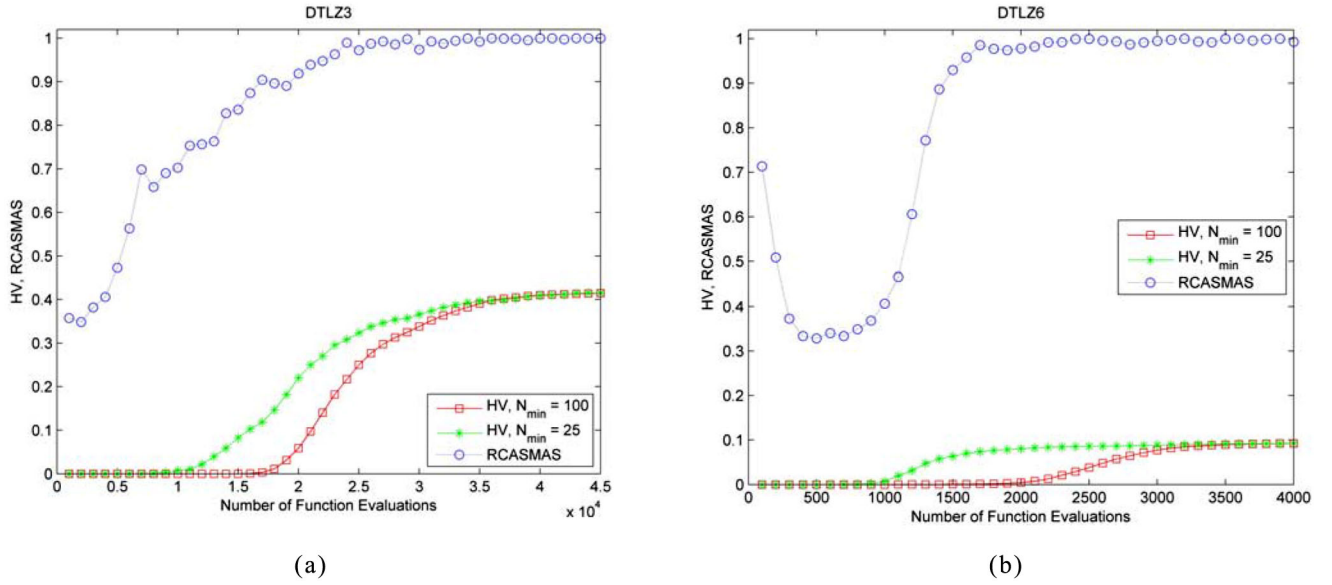 DTLZ3
1
0.9
0.8
0.7
0.6
0.5
0.4
0.3
0.2
0.1
0
HV, RCASMAS
HV, N_min = 100
HV, N_min = 25
RCASMAS
0 0.5 1 1.5 2 2.5 3 3.5 4 4.5
Number of Function Evaluations
x 10^4
(a)
DTLZ6
1
0.9
0.8
0.7
0.6
0.5
0.4
0.3
0.2
0.1
0
HV, RCASMAS
HV, N_min = 100
HV, N_min = 25
RCASMAS
0 500 1000 1500 2000 2500 3000 3500 4000
Number of Function Evaluations
(b)